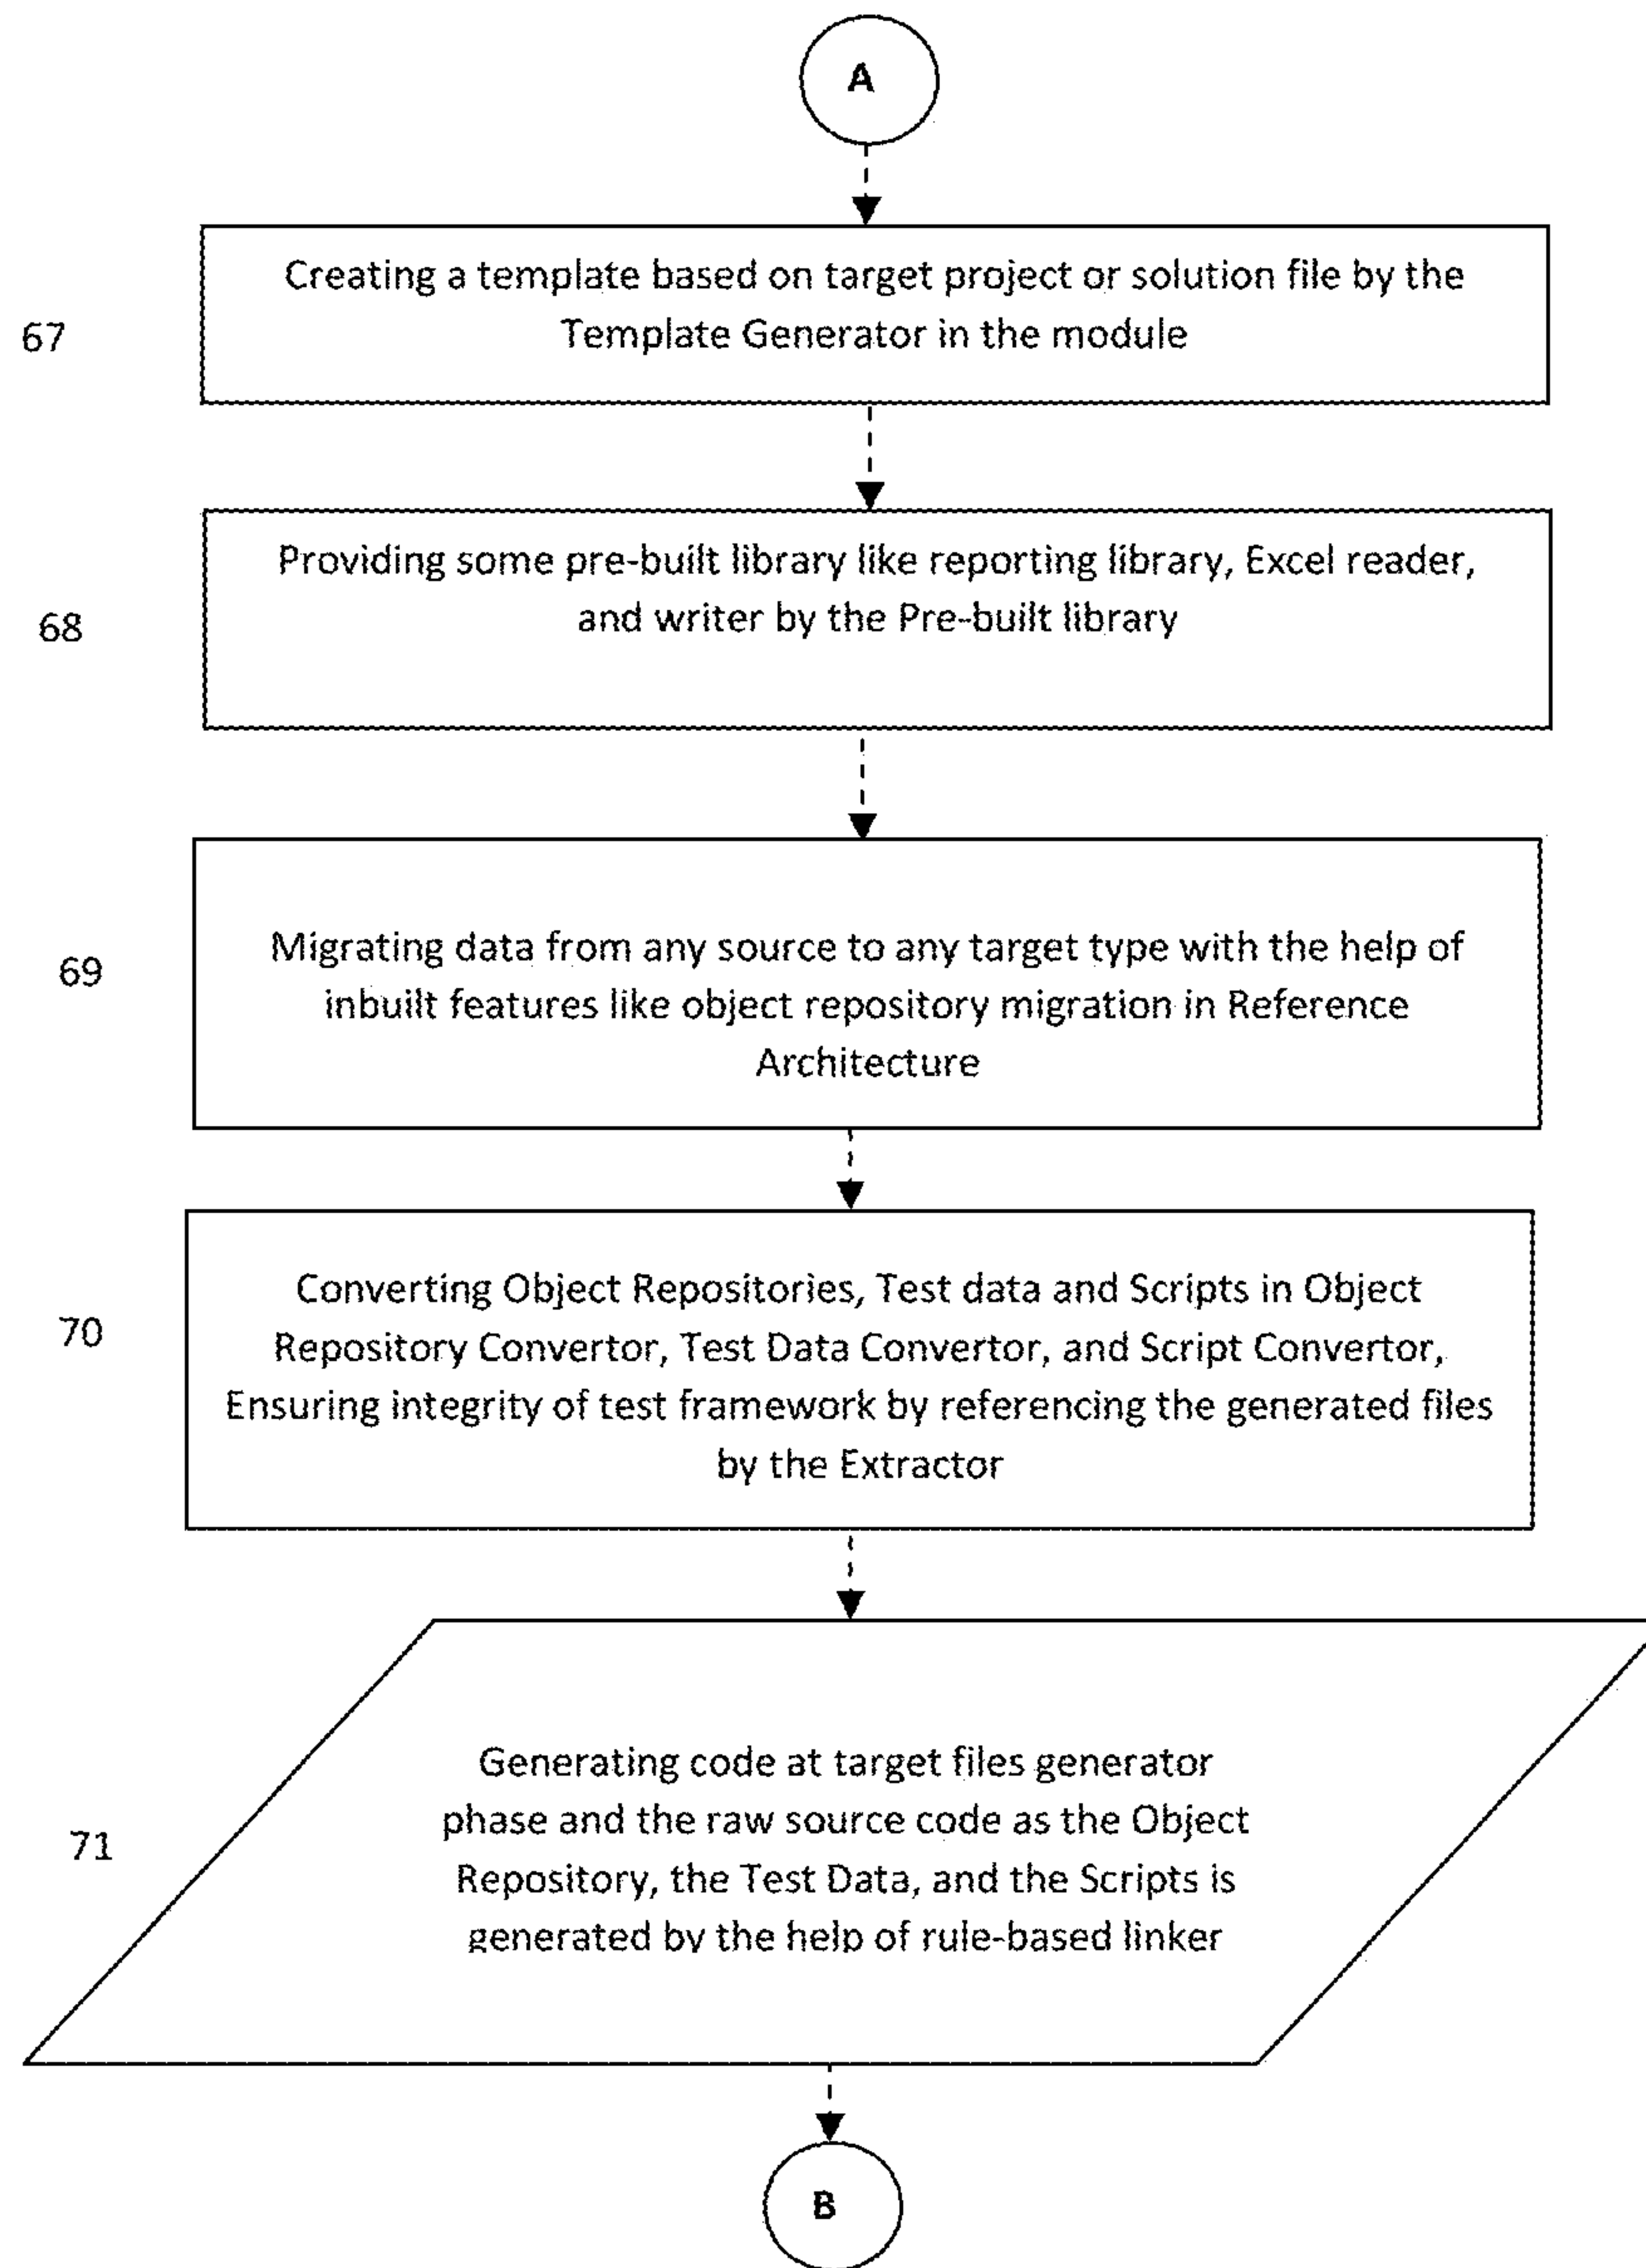 A
67
Creating a template based on target project or solution file by the
Template Generator in the module
68
Providing some pre-built library like reporting library, Excel reader,
and writer by the Pre-built library
69
Migrating data from any source to any target type with the help of
inbuilt features like object repository migration in Reference
Architecture
70
Converting Object Repositories, Test data and Scripts in Object
Repository Convertor, Test Data Convertor, and Script Convertor,
Ensuring integrity of test framework by referencing the generated files
by the Extractor
71
Generating code at target files generator
phase and the raw source code as the Object
Repository, the Test Data, and the Scripts is
generated by the help of rule-based linker
B